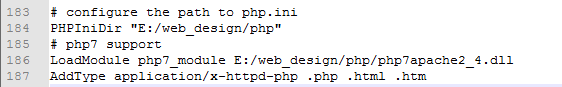 183 # configure the path to php.ini
184 PHPIniDir "E:/web_design/php"
185 # php7 support
186 LoadModule php7_module E:/web_design/php/php7apache2_4.dll
187 AddType application/x-httpd-php .php .html .htm